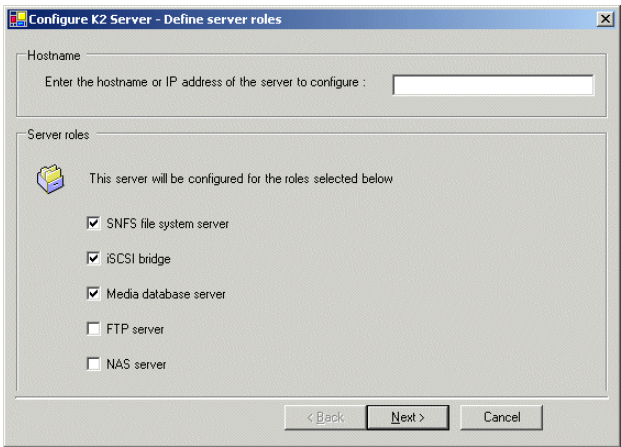 Configure K2 Server - Define server roles
Hostname
Enter the hostname or IP address of the server to configure :
Server roles
This server will be configured for the roles selected below
SNFS file system server
iSCSI bridge
Media database server
FTP server
NAS server
< Back Next > Cancel